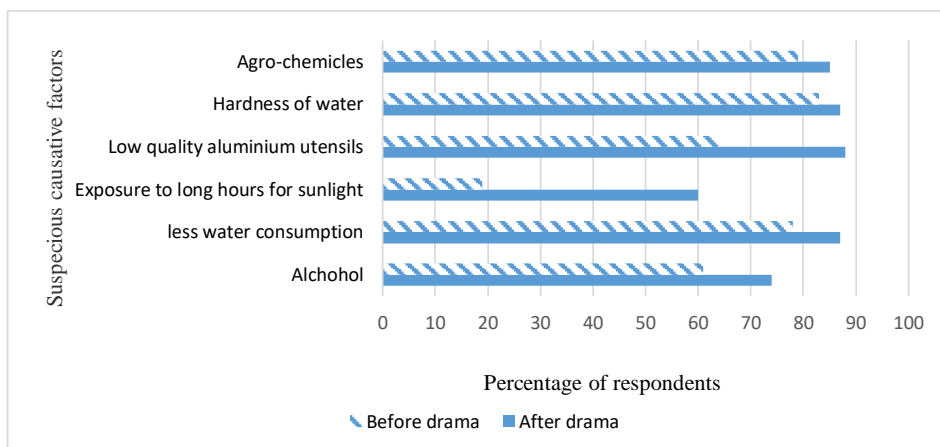 Suspecious causative factors
Agro-chemicles
Hardness of water
Low quality aluminium utensils
Exposure to long hours for sunlight
less water consumption
Alchohol
0 10 20 30 40 50 60 70 80 90 100
Percentage of respondents
Before drama After drama